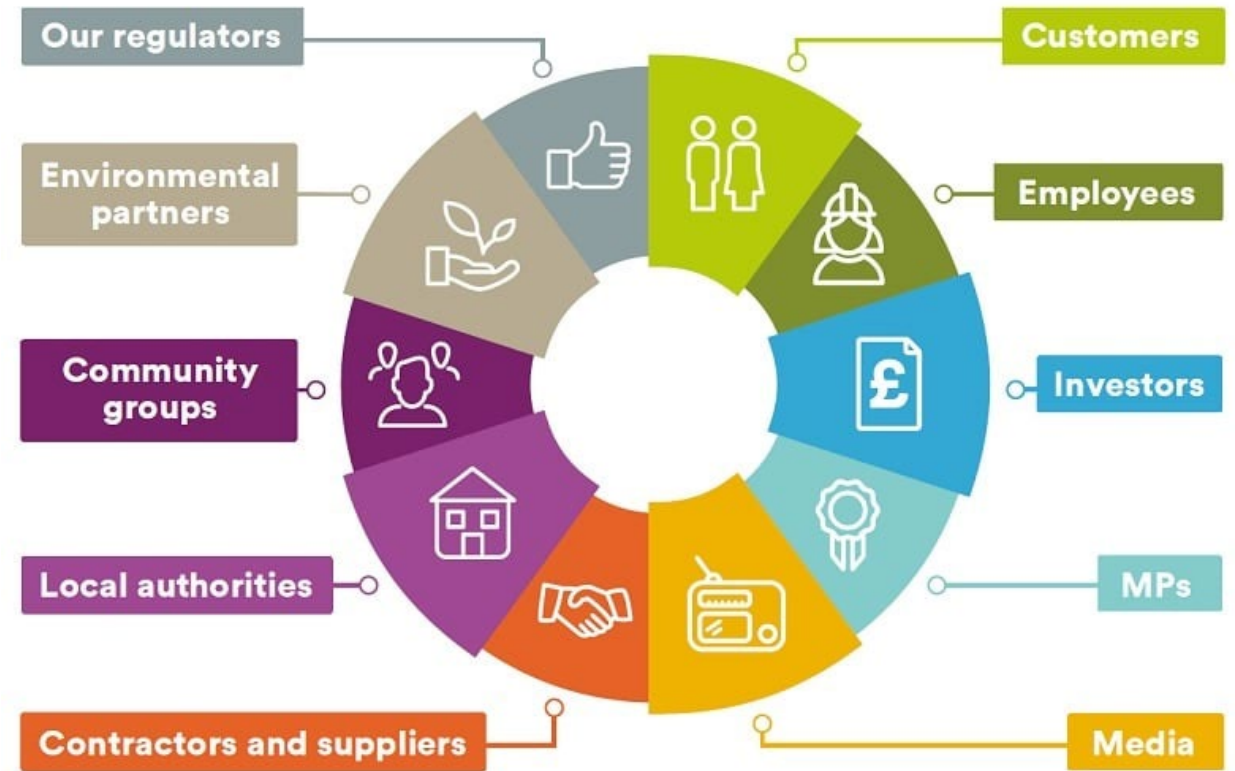 Our regulators
Customers
Environmental
partners
Employees
Community
groups
£
Investors
Local authorities
MPs
Contractors and suppliers
Media